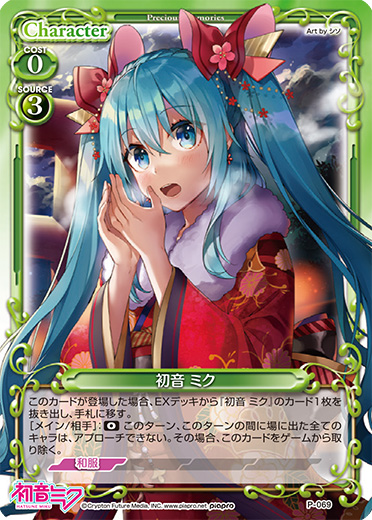 Precious Memories
Character
Art by シソ
COST
0
SOURCE
3
初音 ミク
このカードが登場した場合、EXデッキから「初音 ミク」のカード1枚を
抜き出し、手札に移す。
[メイン/相手]: このターン、このターンの間に場に出た全ての
キャラは、アプローチできない。その場合、このカードをゲームから取
り除く。
和服
初音ミク
HATSUNE MIKU
©Crypton Future Media, INC. www.piapro.net piapro
P-069